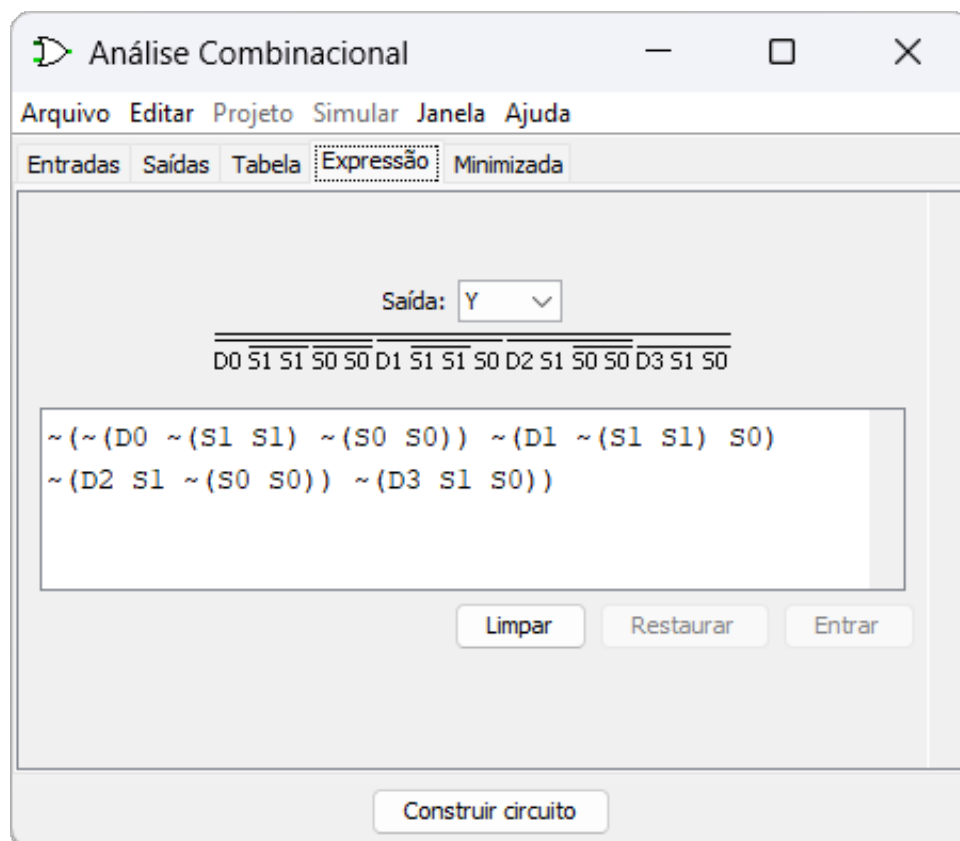 Análise Combinacional
Arquivo Editar Projeto Simular Janela Ajuda
Entradas Saídas Tabela Expressão Minimizada
Saída: Y
D0 S1 S1 S0 S0 D1 S1 S1 S0 D2 S1 S0 S0 D3 S1 S0
~(~(D0 ~(S1 S1) ~(S0 S0)) ~(D1 ~(S1 S1) S0)
~(D2 S1 ~(S0 S0)) ~(D3 S1 S0))
Limpar Restaurar Entrar
Construir circuito